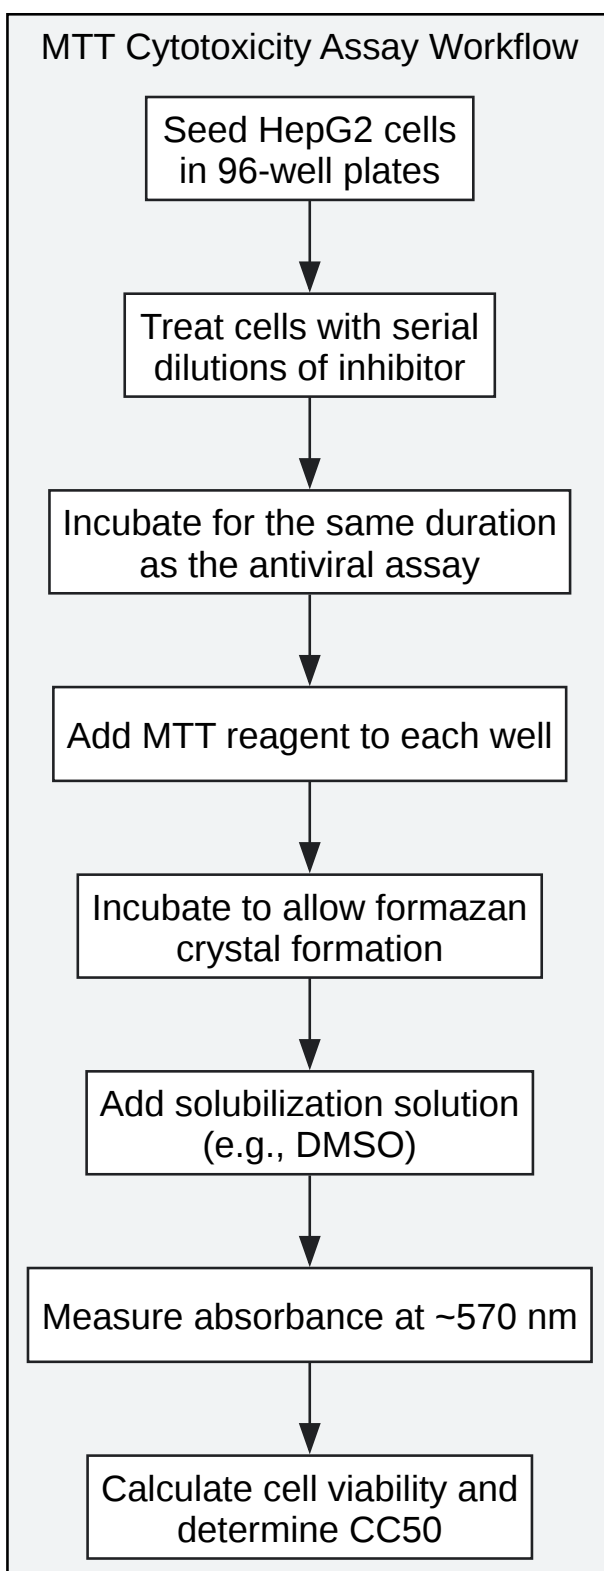 MTT Cytotoxicity Assay Workflow
Seed HepG2 cells
in 96-well plates
Treat cells with serial
dilutions of inhibitor
Incubate for the same duration
as the antiviral assay
Add MTT reagent to each well
Incubate to allow formazan
crystal formation
Add solubilization solution
(e.g., DMSO)
Measure absorbance at ~570 nm
Calculate cell viability and
determine CC50